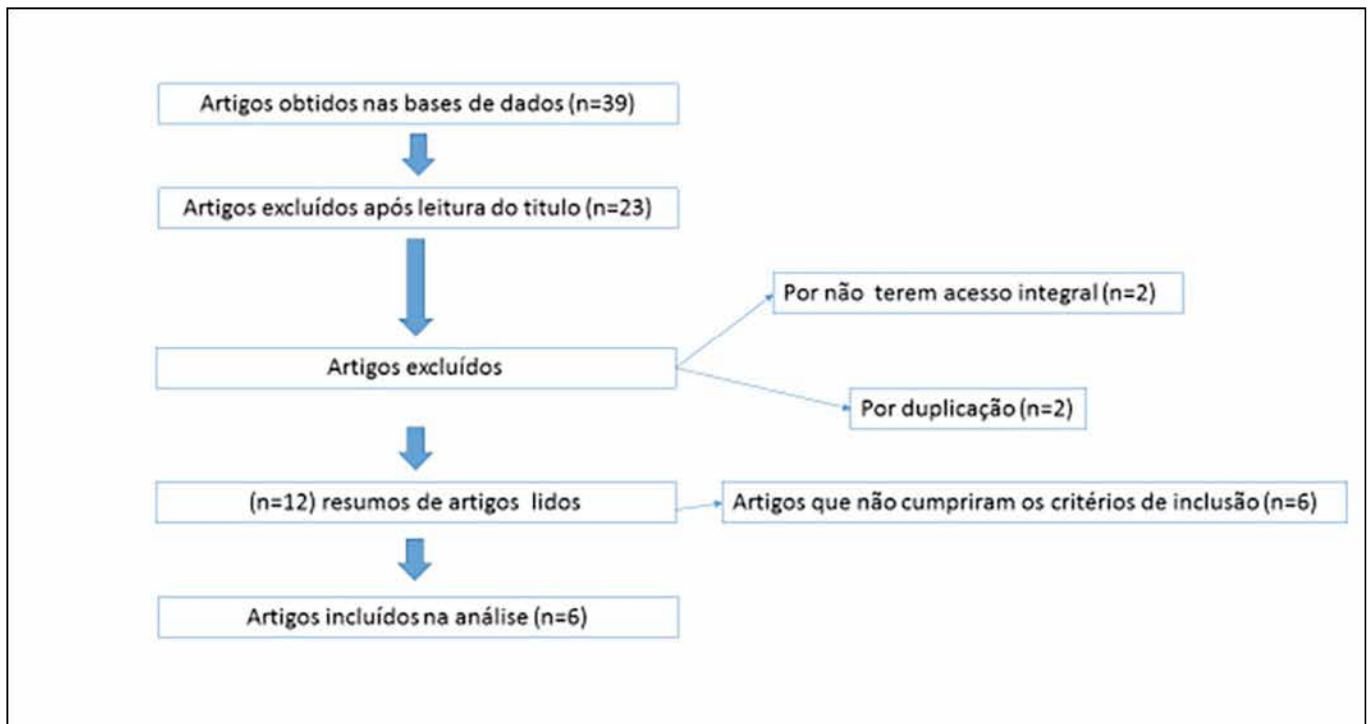 Artigos obtidos nas bases de dados (n=39)
Artigos excluídos após leitura do titulo (n=23)
Por não terem acesso integral (n=2)
Artigos excluídos
Por duplicação (n=2)
(n=12) resumos de artigos lidos
Artigos que não cumpriram os critérios de inclusão (n=6)
Artigos incluídos na análise (n=6)